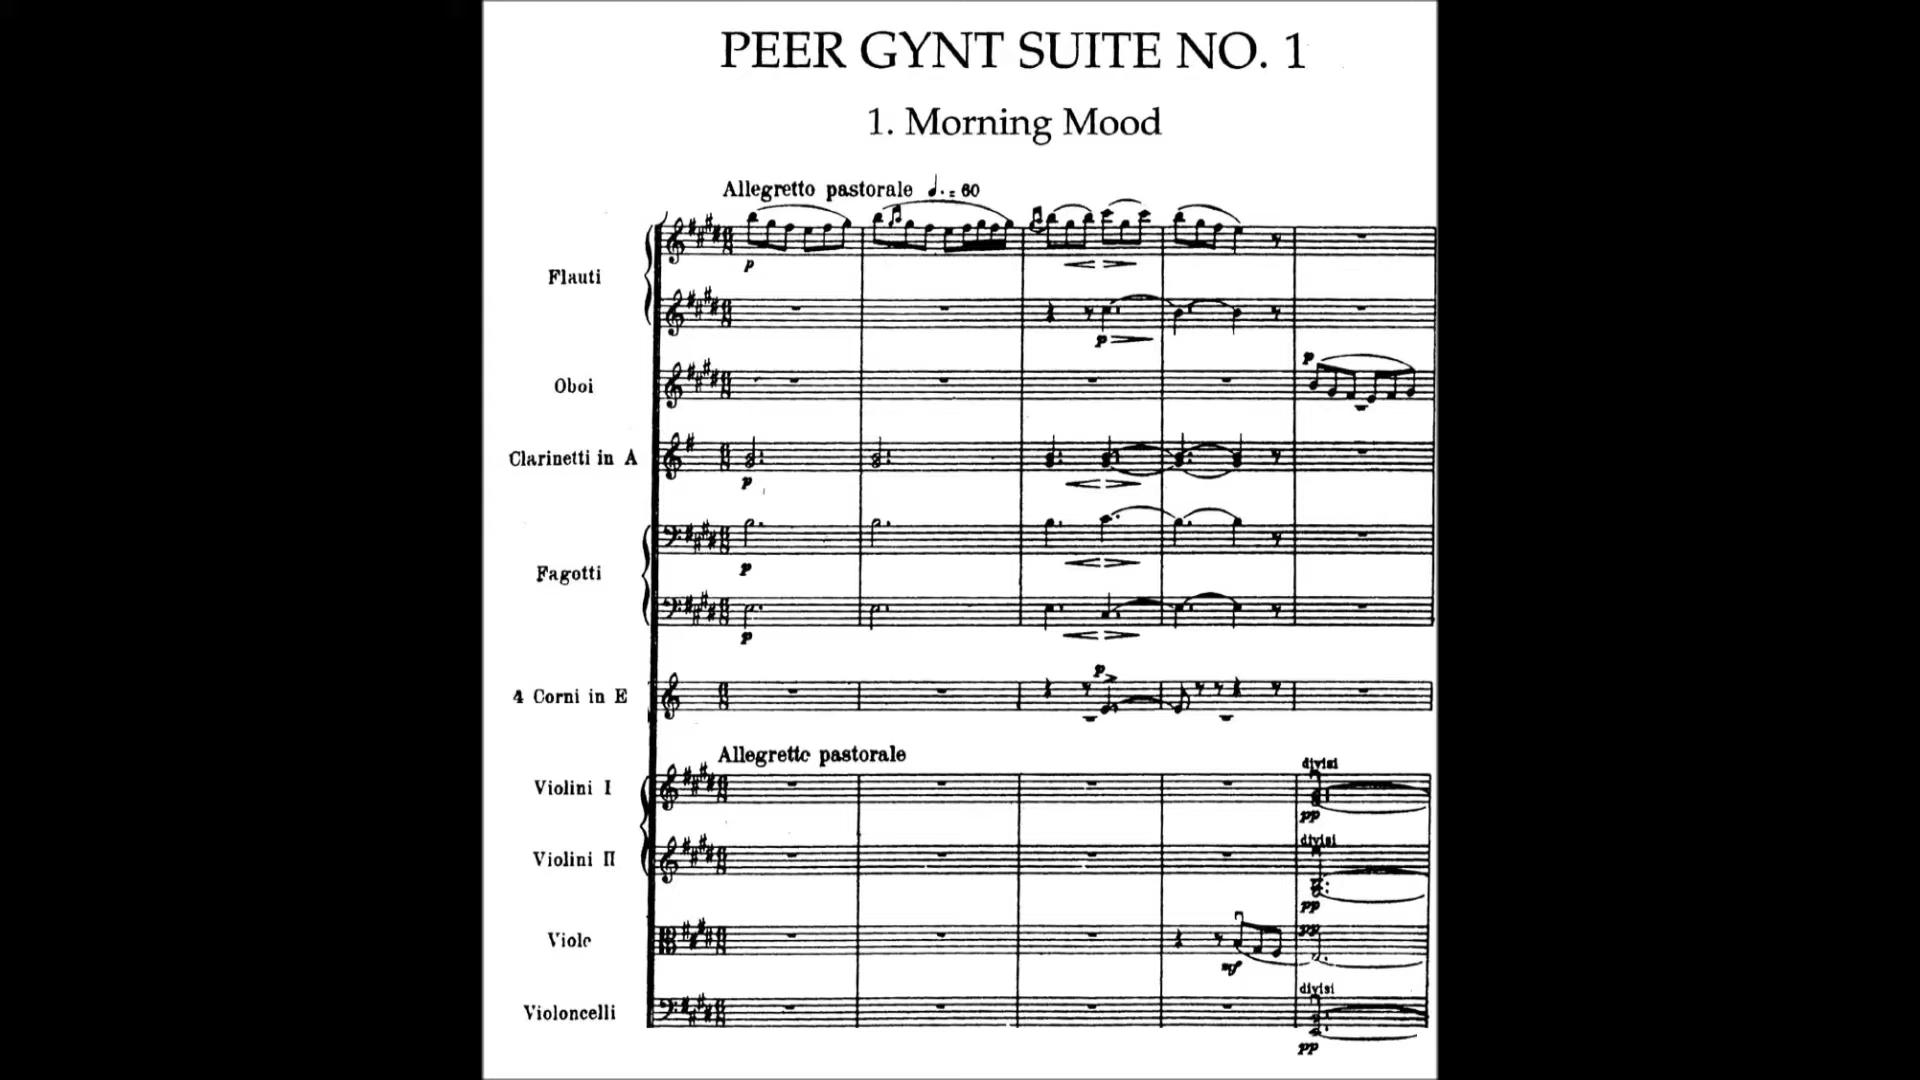 PEER GYNT SUITE NO. 1
1. Morning Mood
Allegretto pastorale ♩. = 60
Flauti
p
p
p
Oboi
Clarinetti in A
p
p
Fagotti
p
p
4 Corni in E
Allegretto pastorale
divisi
Violini I
pp
divisi
Violini II
pp
pp
Viole
mf
divisi
Violoncelli
pp